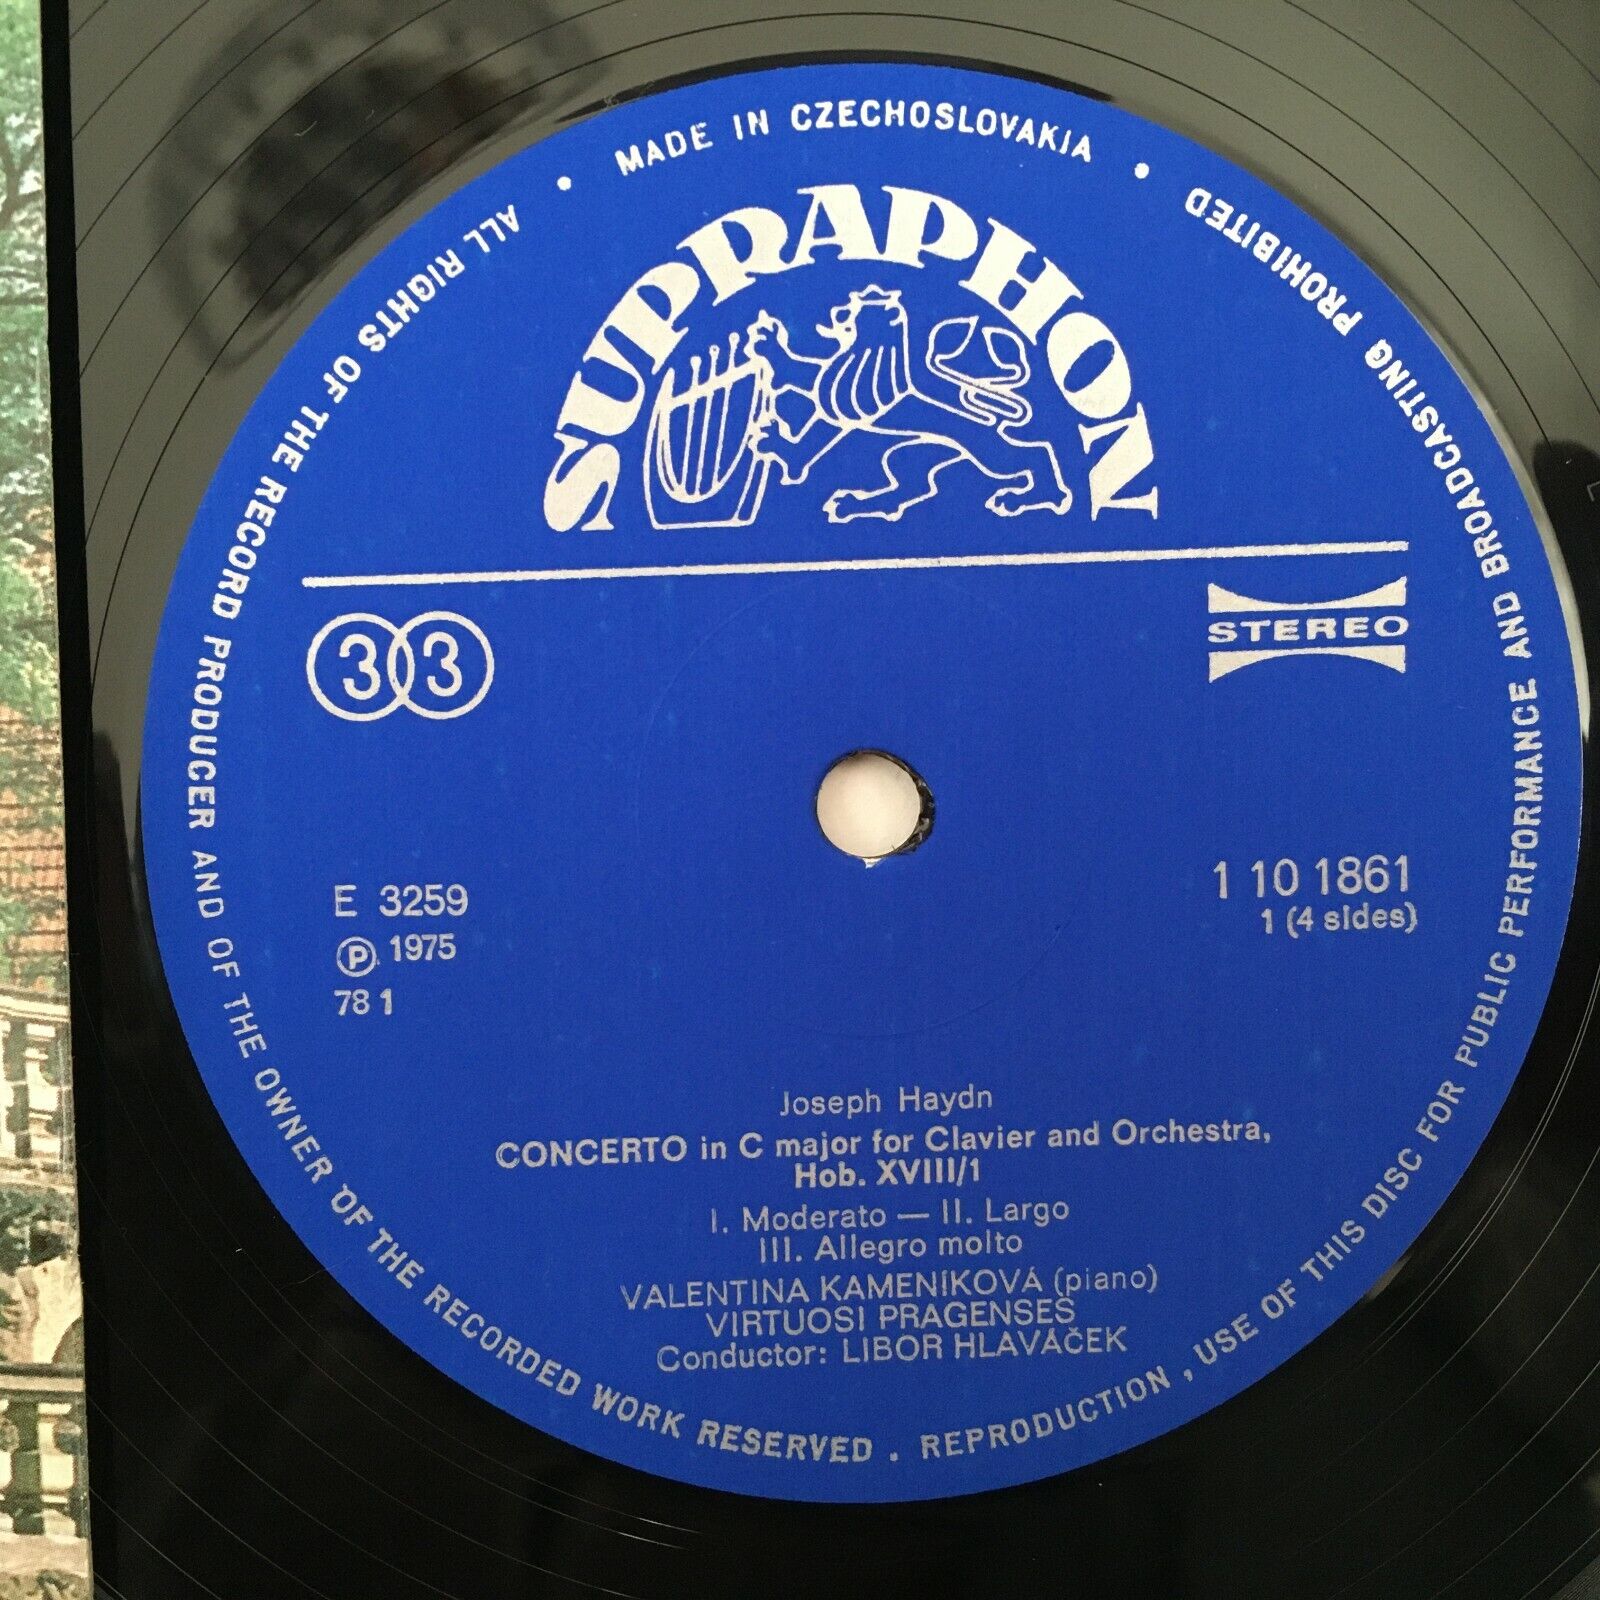 MADE IN CZECHOSLOVAKIA
ALL RIGHTS OF THE RECORD PRODUCER AND OF THE OWNER OF THE RECORDED WORK RESERVED . REPRODUCTION , USE OF THIS DISC FOR PUBLIC PERFORMANCE AND BROADCASTING PROHIBITED
SUPRAPHON
33
STEREO
E 3259
Ⓟ 1975
78 1
1 10 1861
1 (4 sides)
Joseph Haydn
CONCERTO in C major for Clavier and Orchestra,
Hob. XVIII/1
I. Moderato — II. Largo
III. Allegro molto
VALENTINA KAMENÍKOVÁ (piano)
VIRTUOSI PRAGENSES
Conductor: LIBOR HLAVÁČEK